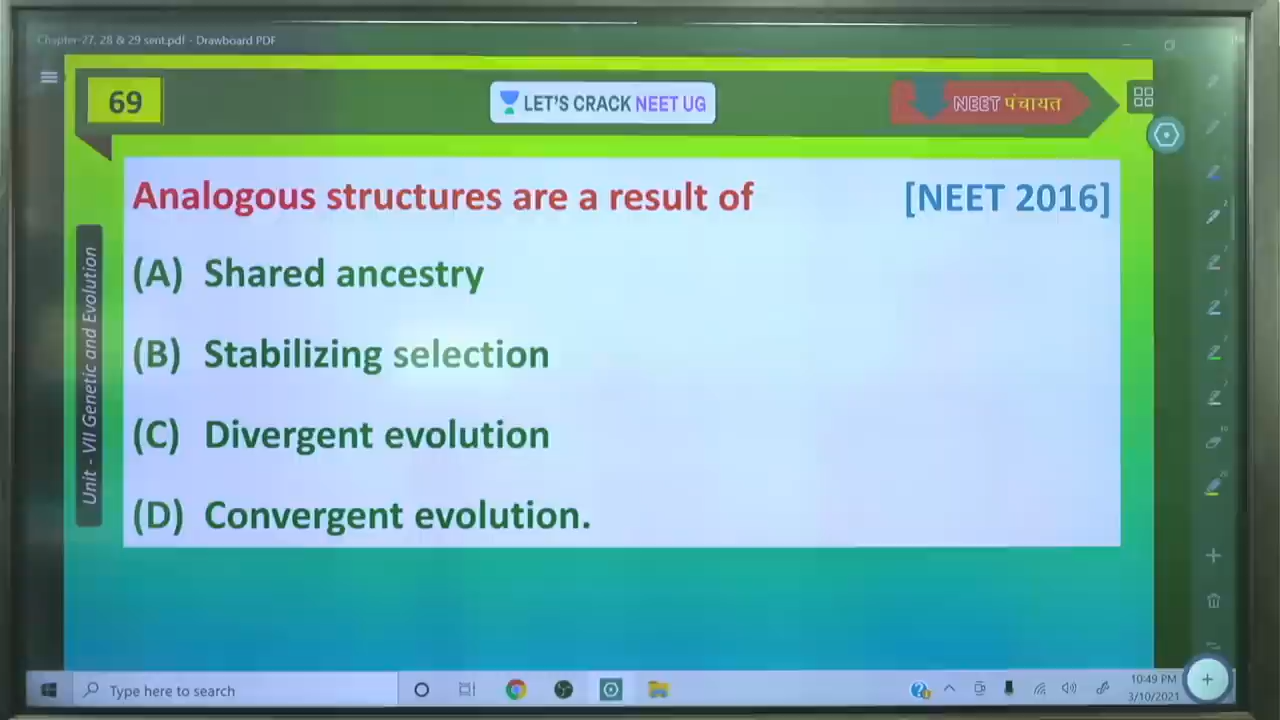 Chapter-27, 28 & 29 sent.pdf - Drawboard PDF
69
LET'S CRACK NEET UG
NEET पंचायत
Analogous structures are a result of [NEET 2016]
(A) Shared ancestry
(B) Stabilizing selection
(C) Divergent evolution
(D) Convergent evolution.
Unit - VII Genetic and Evolution
Type here to search
10:49 PM
3/10/2021